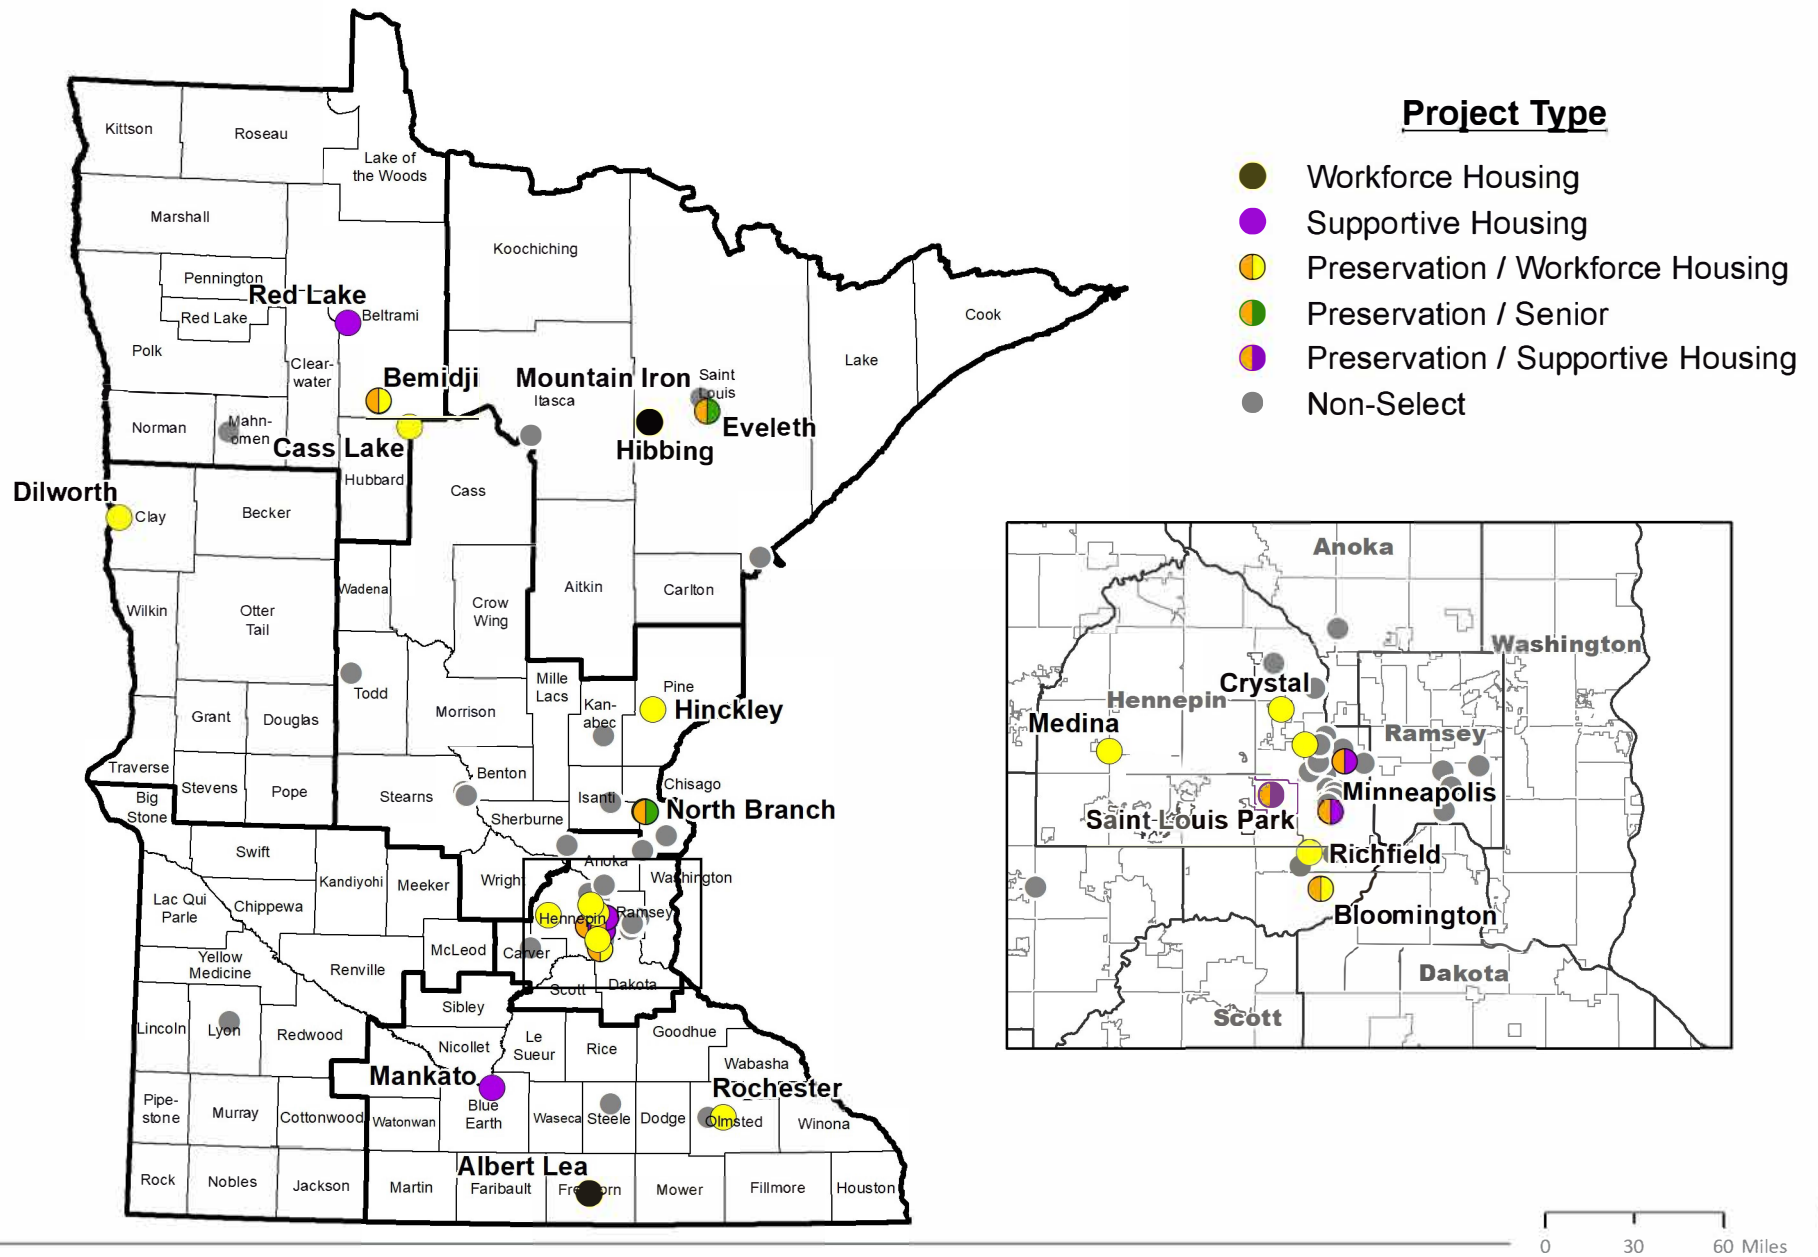 Project Type
Workforce Housing
Supportive Housing
Preservation / Workforce Housing
Preservation / Senior
Preservation / Supportive Housing
Non-Select
Kittson
Roseau
Lake of
the Woods
Marshall
Koochiching
Pennington
Red Lake
Red Lake
Beltrami
Polk
Clear-
water
Cook
Lake
Bemidji
Mountain Iron
Itasca
Saint
Louis
Eveleth
Hibbing
Norman
Mahn-
omen
Cass Lake
Hubbard
Cass
Dilworth
Clay
Becker
Wadena
Aitkin
Carlton
Wilkin
Otter
Tail
Crow
Wing
Todd
Morrison
Mille
Lacs
Kan-
abec
Pine
Hinckley
Grant
Douglas
Traverse
Stevens
Pope
Stearns
Benton
Isanti
Chisago
North Branch
Big
Stone
Sherburne
Swift
Kandiyohi
Meeker
Wright
Anoka
Washington
Lac Qui
Parle
Chippewa
Hennepin
Ramsey
McLeod
Carver
Yellow
Medicine
Renville
Scott
Dakota
Sibley
Lincoln
Lyon
Redwood
Nicollet
Le
Sueur
Rice
Goodhue
Wabasha
Mankato
Rochester
Pipe-
stone
Murray
Cottonwood
Watonwan
Blue
Earth
Waseca
Steele
Dodge
Olmsted
Winona
Albert Lea
Rock
Nobles
Jackson
Martin
Faribault
Freeborn
Mower
Fillmore
Houston
Anoka
Washington
Crystal
Hennepin
Medina
Ramsey
Minneapolis
Saint Louis Park
Richfield
Bloomington
Dakota
Scott
0 30 60 Miles